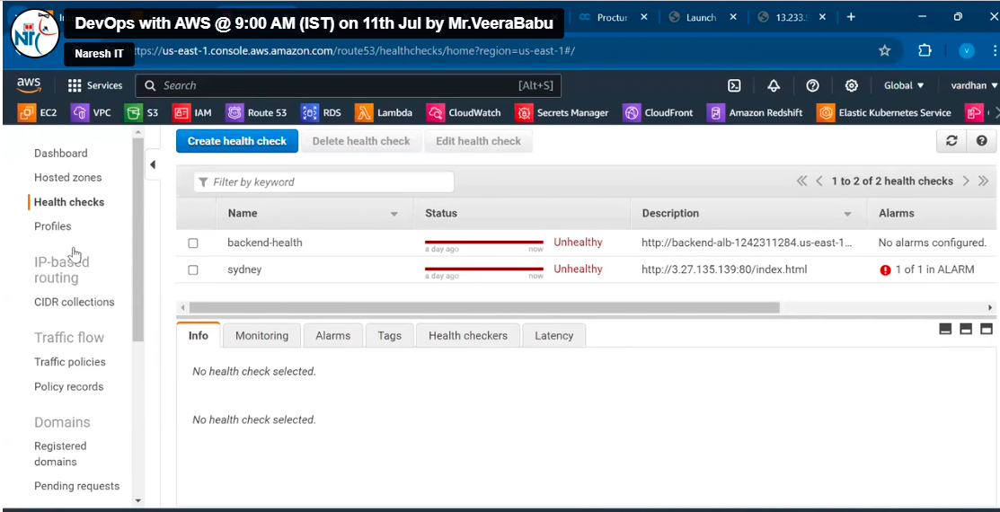 DevOps with AWS @ 9:00 AM (IST) on 11th Jul by Mr.VeeraBabu
Proctur
Launch
13.233.
NiT
Naresh IT
ttps://us-east-1.console.aws.amazon.com/route53/healthchecks/home?region=us-east-1#/
V
aws
Services
Search
[Alt+S]
Global
vardhan
EC2
VPC
S3
IAM
Route 53
RDS
Lambda
CloudWatch
Secrets Manager
CloudFront
Amazon Redshift
Elastic Kubernetes Service
Dashboard
Hosted zones
Health checks
Profiles
IP-based
routing
CIDR collections
Traffic flow
Traffic policies
Policy records
Domains
Registered
domains
Pending requests
Create health check
Delete health check
Edit health check
Filter by keyword
1 to 2 of 2 health checks
Name
Status
Description
Alarms
backend-health
a day ago
now
Unhealthy
http://backend-alb-1242311284.us-east-1...
No alarms configured.
sydney
a day ago
now
Unhealthy
http://3.27.135.139:80/index.html
1 of 1 in ALARM
Info
Monitoring
Alarms
Tags
Health checkers
Latency
No health check selected.
No health check selected.